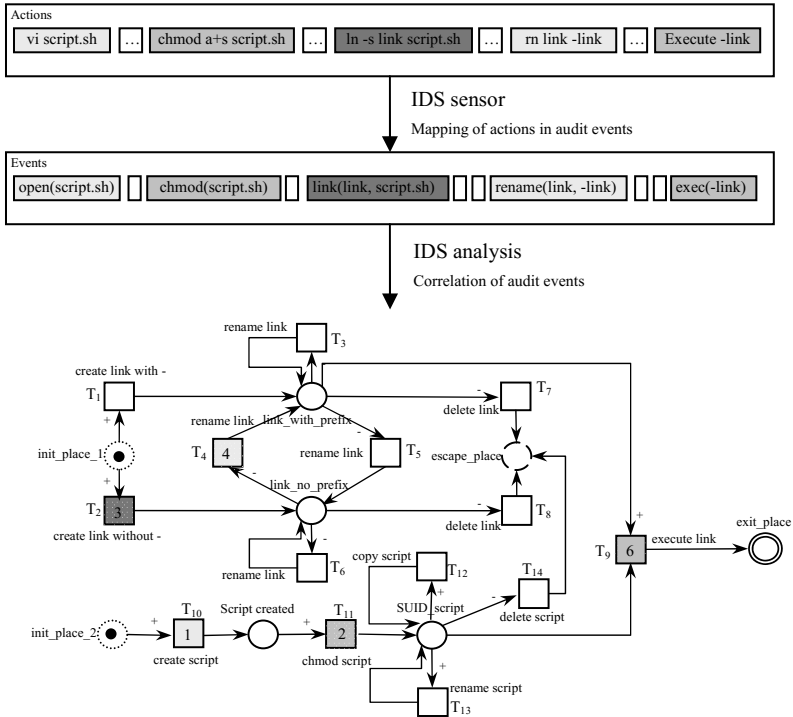 Actions
vi script.sh ... chmod a+s script.sh ... ln -s link script.sh ... rn link -link ... Execute -link
IDS sensor
Mapping of actions in audit events
Events
open(script.sh) chmod(script.sh) link(link, script.sh) rename(link, -link) exec(-link)
IDS analysis
Correlation of audit events
rename link
T3
create link with -
T1
-
T7
delete link
+
rename link
link_with_prefix
-
init_place_1
T4
4
rename link
T5
escape_place
+
-
link_no_prefix
T2
3
-
T8
delete link
create link without -
-
+
exit_place
T9
6
execute link
rename link
T6
copy script
T12
+
T14
-
SUID_script
delete script
init_place_2
+
T10
1
create script
Script created
+
T11
2
chmod script
+
rename script
T13